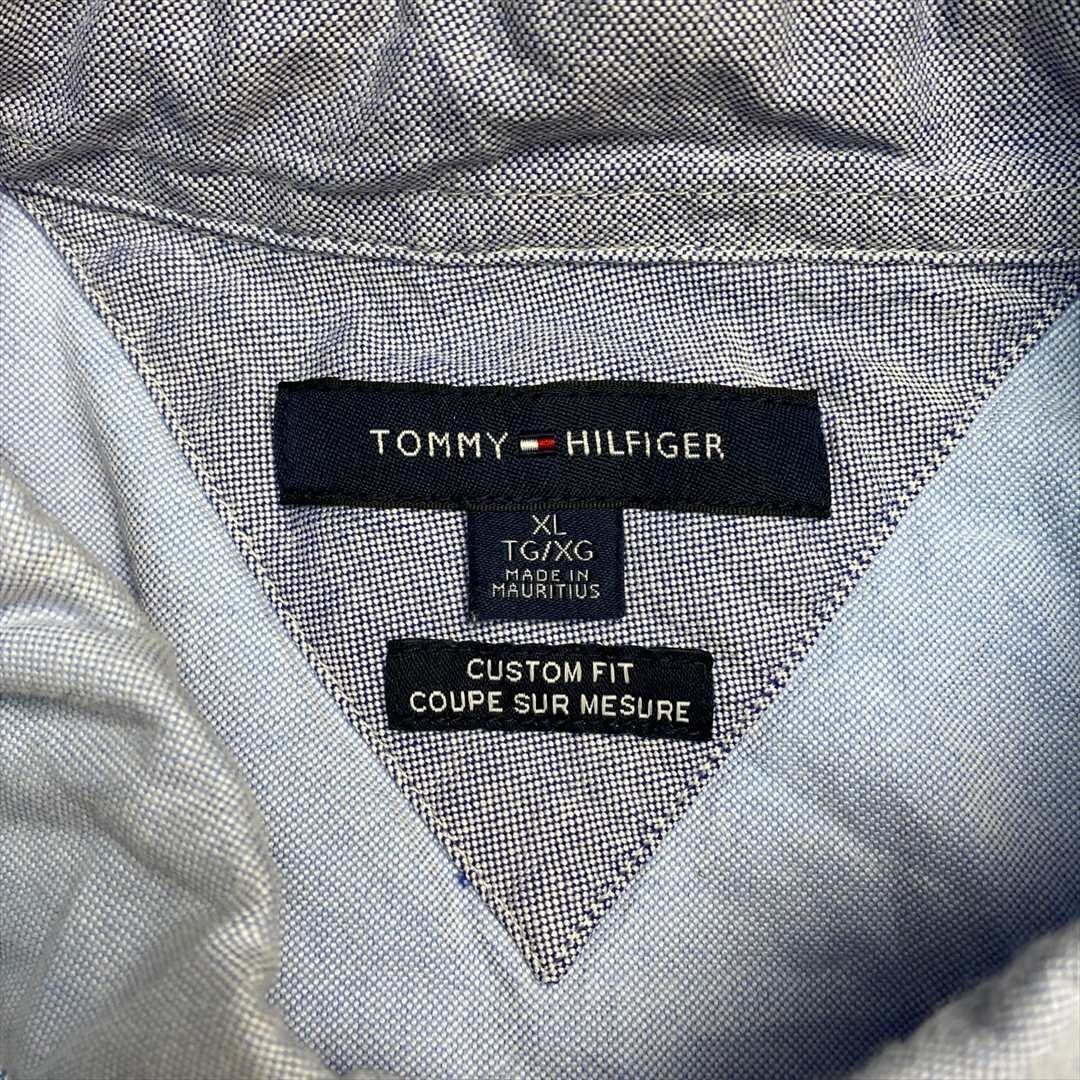 TOMMY HILFIGER
XL
TG/XG
MADE IN
MAURITIUS
CUSTOM FIT
COUPE SUR MESURE